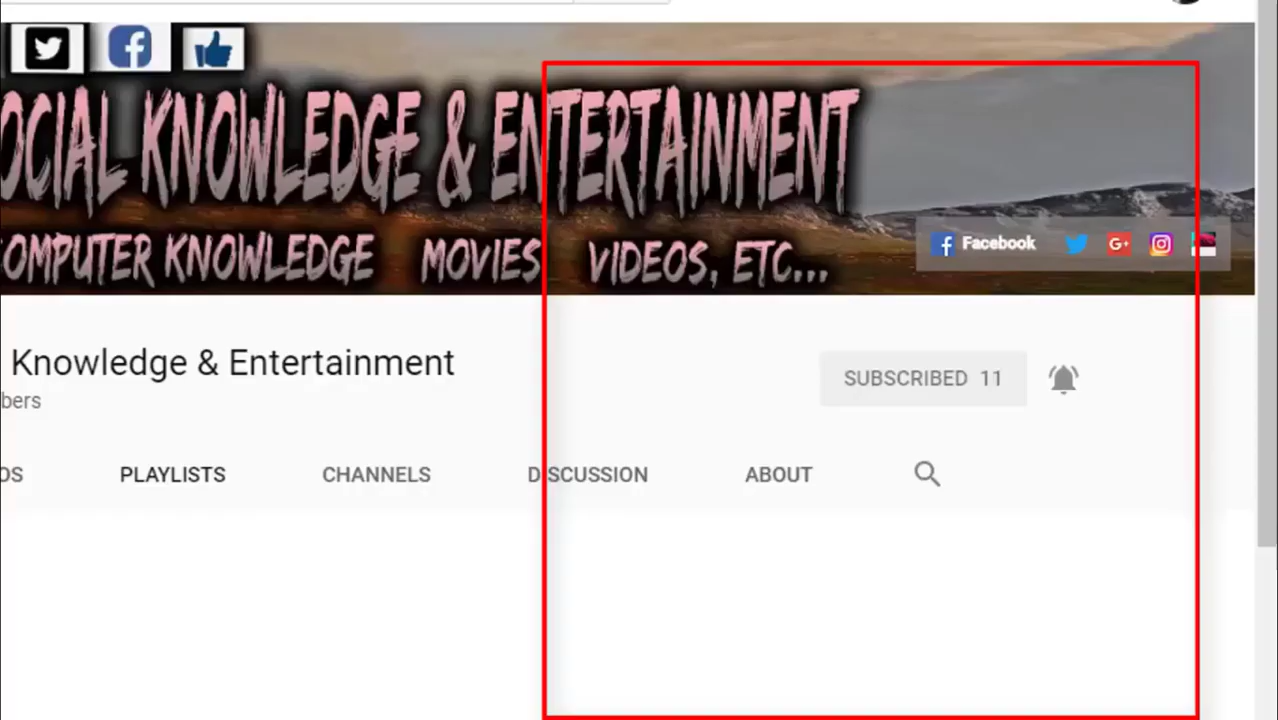 OCIAL KNOWLEDGE & ENTERTAINMENT
OMPUTER KNOWLEDGE MOVIES VIDEOS, ETC...
Facebook
Knowledge & Entertainment
bers
SUBSCRIBED 11
OS PLAYLISTS CHANNELS DISCUSSION ABOUT